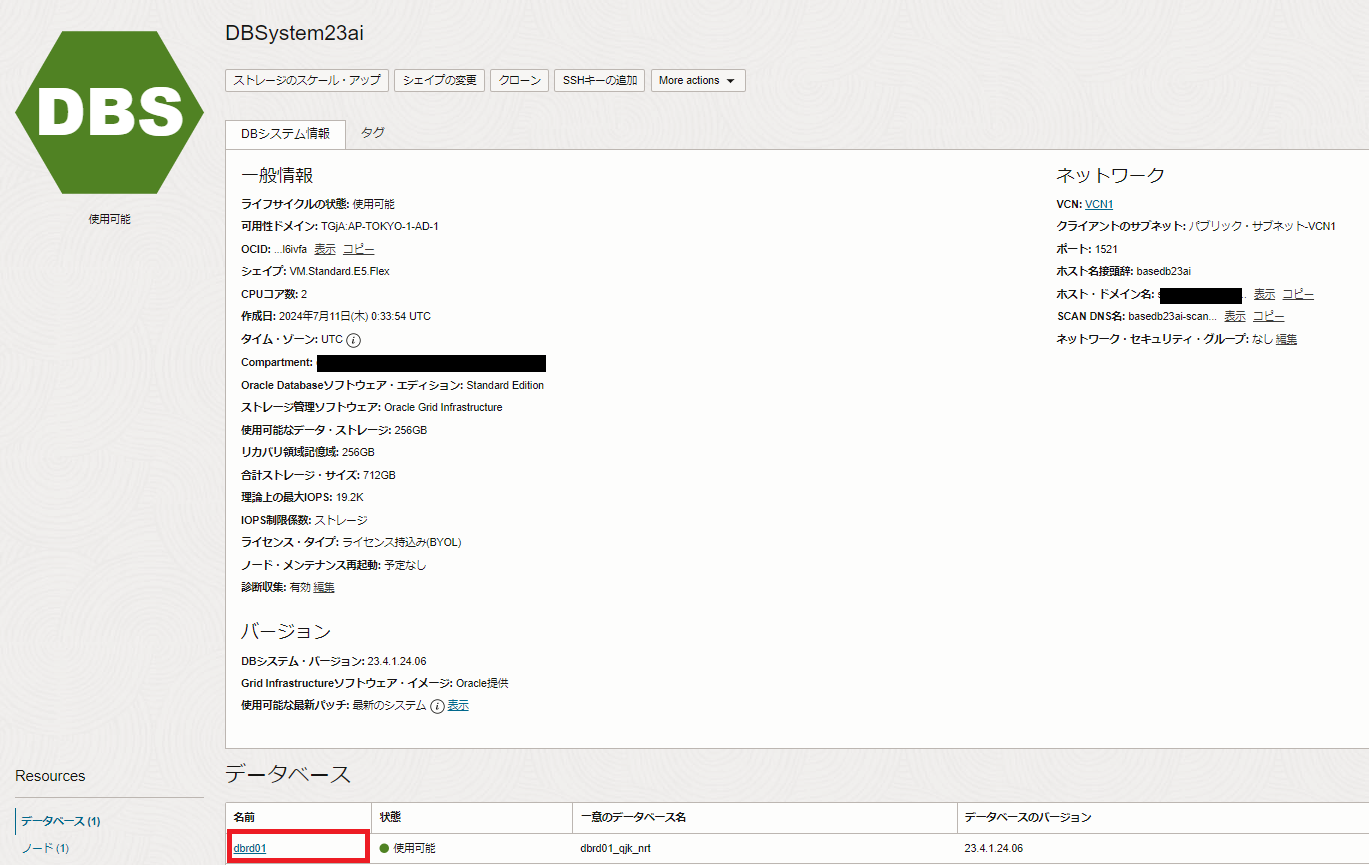 DBSystem23ai
DBS
使用可能
ストレージのスケール・アップ シェイプの変更 クローン SSHキーの追加 More actions
DBシステム情報 タグ
一般情報
ライフサイクルの状態: 使用可能
可用性ドメイン: TGjA:AP-TOKYO-1-AD-1
OCID: ...l6ivfa 表示 コピー
シェイプ: VM.Standard.E5.Flex
CPUコア数: 2
作成日: 2024年7月11日(木) 0:33:54 UTC
タイム・ゾーン: UTC i
Compartment:
Oracle Databaseソフトウェア・エディション: Standard Edition
ストレージ管理ソフトウェア: Oracle Grid Infrastructure
使用可能なデータ・ストレージ: 256GB
リカバリ領域記憶域: 256GB
合計ストレージ・サイズ: 712GB
理論上の最大IOPS: 19.2K
IOPS制限係数: ストレージ
ライセンス・タイプ: ライセンス持込み(BYOL)
ノード・メンテナンス再起動: 予定なし
診断収集: 有効 編集
ネットワーク
VCN: VCN1
クライアントのサブネット: パブリック・サブネット-VCN1
ポート: 1521
ホスト名接頭辞: basedb23ai
ホスト・ドメイン名: 表示 コピー
SCAN DNS名: basedb23ai-scan... 表示 コピー
ネットワーク・セキュリティ・グループ: なし 編集
バージョン
DBシステム・バージョン: 23.4.1.24.06
Grid Infrastructureソフトウェア・イメージ: Oracle提供
使用可能な最新パッチ: 最新のシステム i 表示
Resources
データベース (1)
ノード (1)
データベース
名前 状態 一意のデータベース名 データベースのバージョン
dbrd01 使用可能 dbrd01_qjk_nrt 23.4.1.24.06